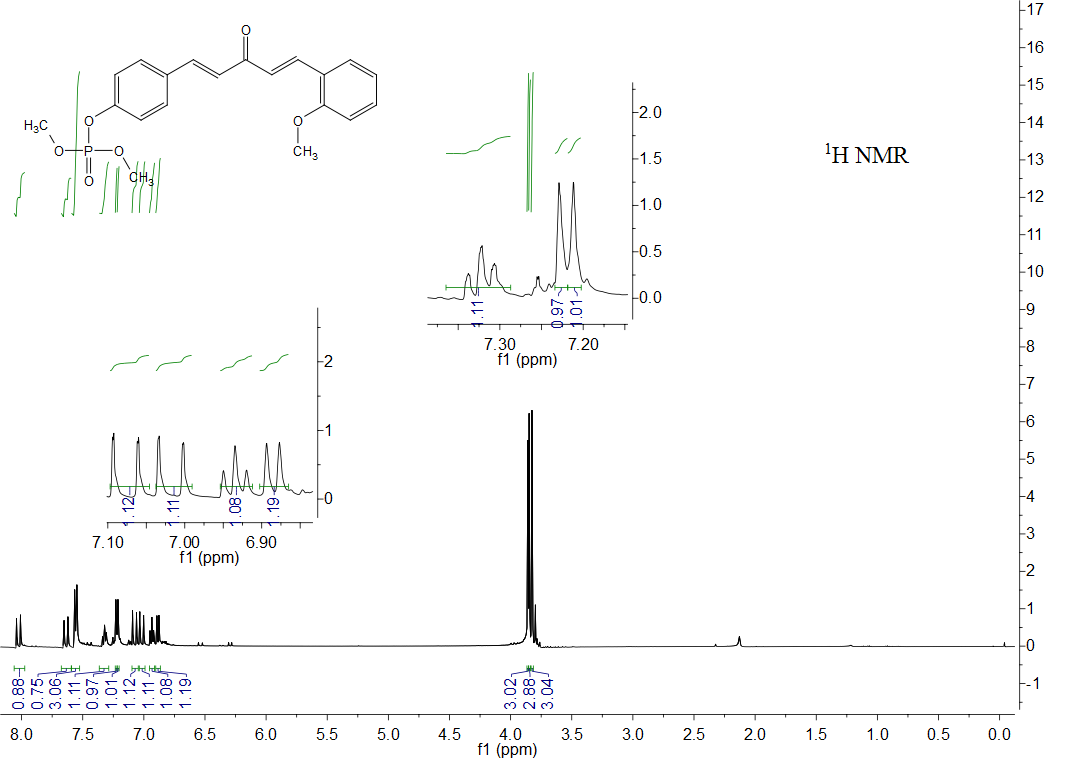 O
O
O
H3C
CH3
O
P
O
O
CH3
O
1H NMR
17
16
15
14
13
12
11
10
9
8
7
6
5
4
3
2
1
0
-1
2.0
1.5
1.0
0.5
0.0
1.11
0.97
1.01
7.30 7.20
f1 (ppm)
2
1
0
1.12
1.11
1.08
1.19
7.10 7.00 6.90
f1 (ppm)
0.88
0.75
3.06
1.11
0.97
1.01
1.12
1.11
1.08
1.19
3.02
2.88
3.04
8.0 7.5 7.0 6.5 6.0 5.5 5.0 4.5 4.0 3.5 3.0 2.5 2.0 1.5 1.0 0.5 0.0
f1 (ppm)